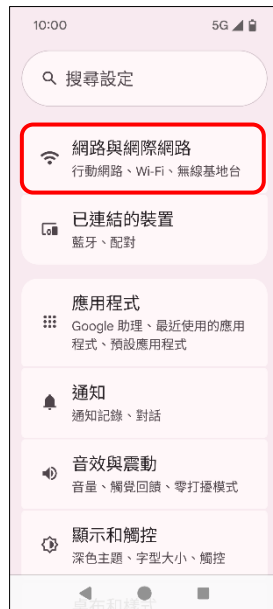 10:00 5G
搜尋設定
網路與網際網路
行動網路、Wi-Fi、無線基地台
已連結的裝置
藍牙、配對
應用程式
Google 助理、最近使用的應用
程式、預設應用程式
通知
通知記錄、對話
音效與震動
音量、觸覺回饋、零打擾模式
顯示和觸控
深色主題、字型大小、觸控
桌布和樣式